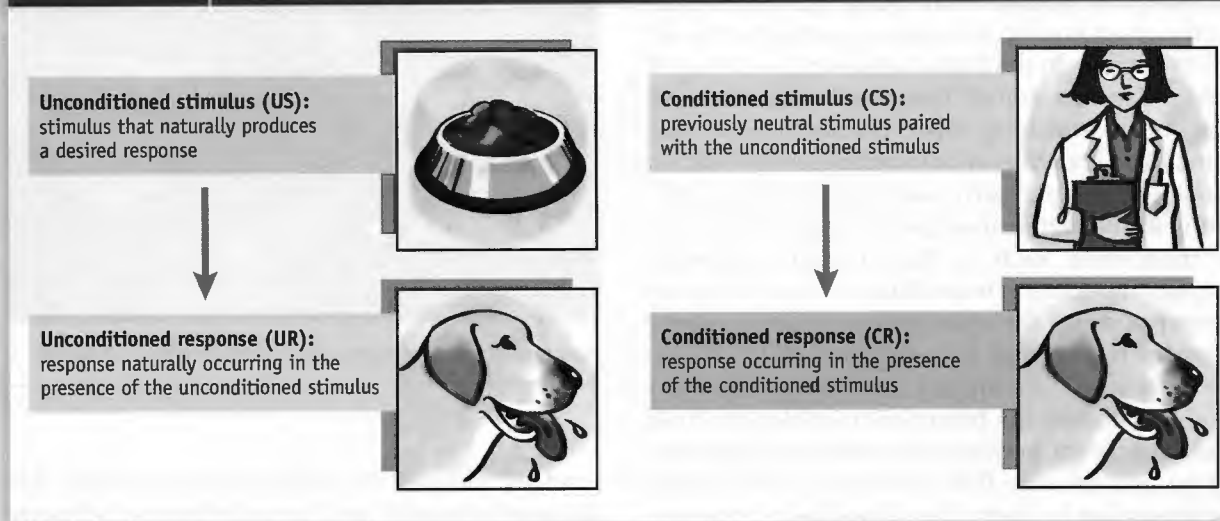 Unconditioned stimulus (US):
stimulus that naturally produces
a desired response
Conditioned stimulus (CS):
previously neutral stimulus paired
with the unconditioned stimulus
Unconditioned response (UR):
response naturally occurring in the
presence of the unconditioned stimulus
Conditioned response (CR):
response occurring in the presence
of the conditioned stimulus